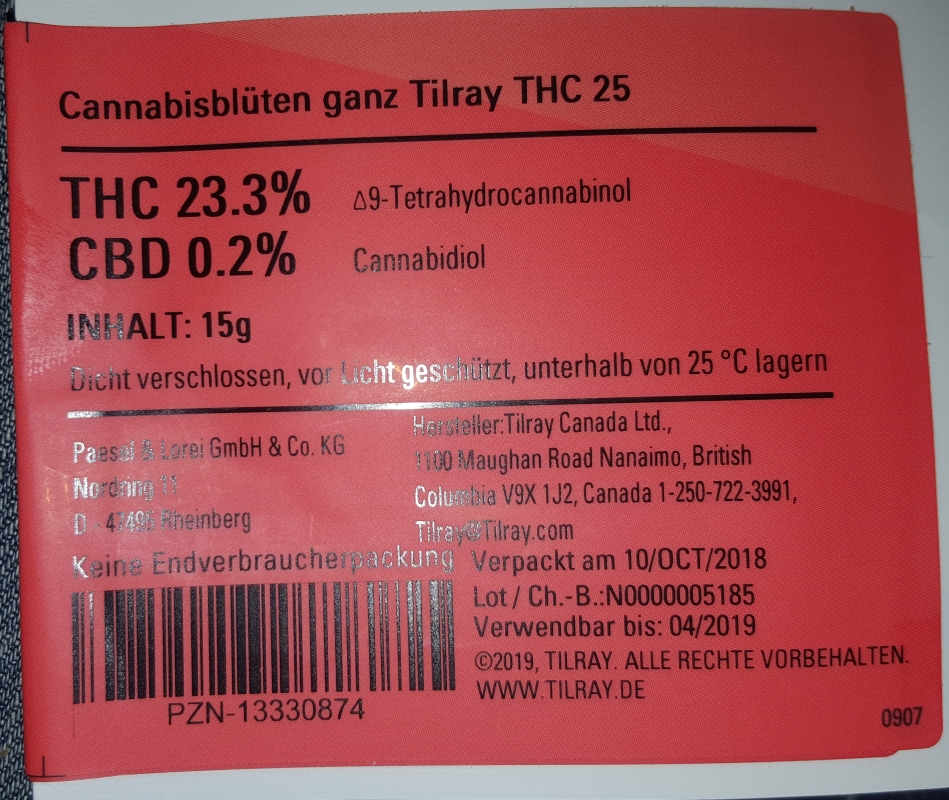 Cannabisblüten ganz Tilray THC 25
THC 23.3% Δ9-Tetrahydrocannabinol
CBD 0.2% Cannabidiol
INHALT: 15g
Dicht verschlossen, vor Licht geschützt, unterhalb von 25 °C lagern
Paesel & Lorei GmbH & Co. KG
Nordring 11
D - 47495 Rheinberg
Hersteller:Tilray Canada Ltd.,
1100 Maughan Road Nanaimo, British
Columbia V9X 1J2, Canada 1-250-722-3991,
Tilray@Tilray.com
Keine Endverbraucherpackung
Verpackt am 10/OCT/2018
Lot / Ch.-B.:N0000005185
Verwendbar bis: 04/2019
©2019, TILRAY. ALLE RECHTE VORBEHALTEN.
WWW.TILRAY.DE
PZN-13330874
0907